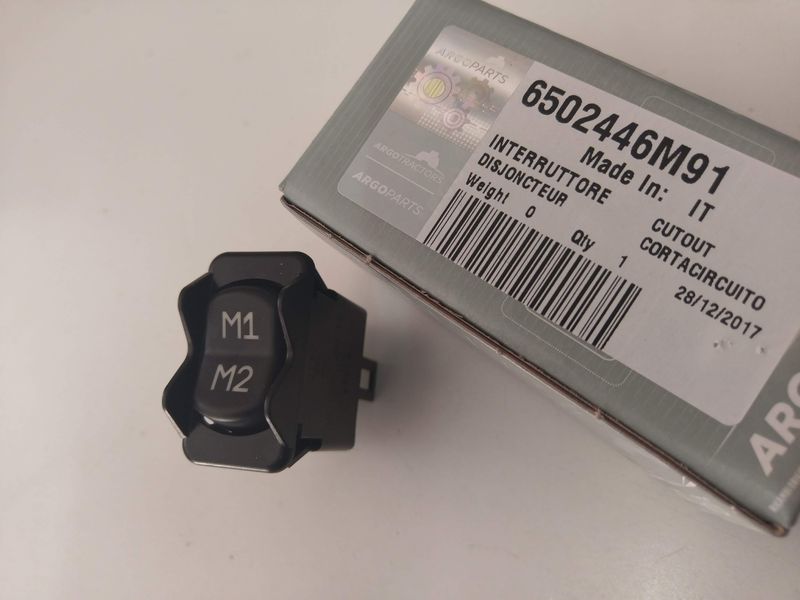 ARGOPARTS
ARGOTRACTORS
ARGOPARTS
6502446M91
Made In: IT
INTERRUTTORE
CUTOUT
DISJONCTEUR
CORTACIRCUITO
Weight 0 Qty 1
28/12/2017
M1
M2